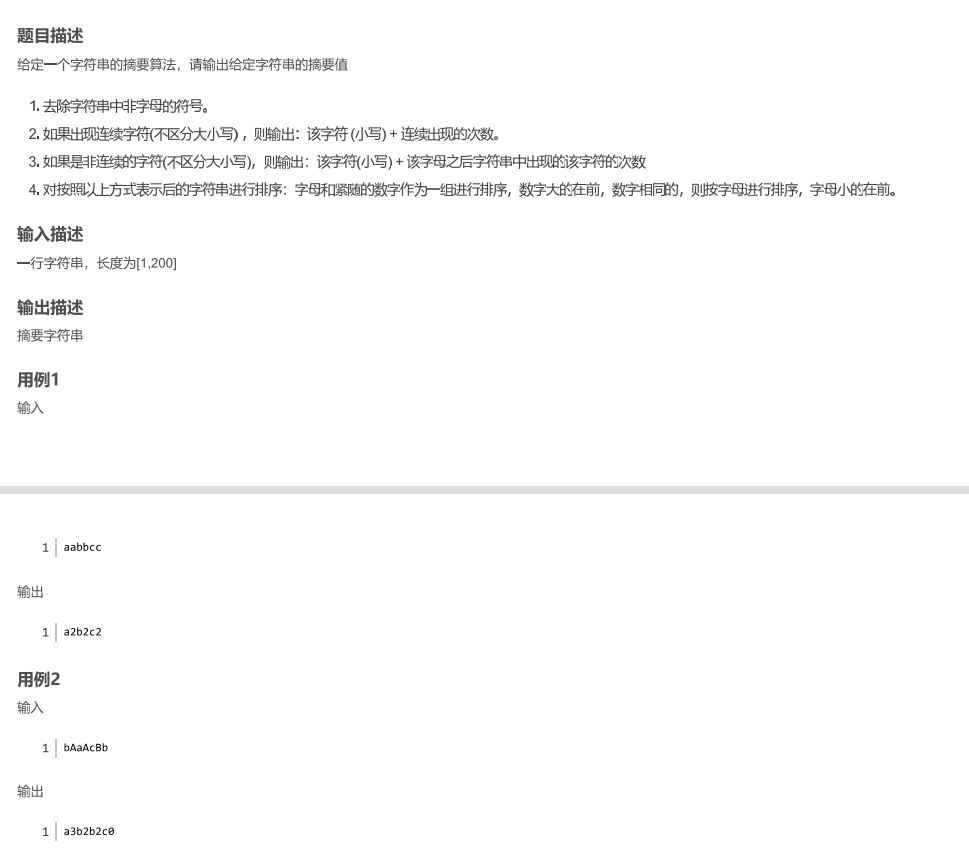 题目描述
给定一个字符串的摘要算法，请输出给定字符串的摘要值
1. 去除字符串中非字母的符号。
2. 如果出现连续字符(不区分大小写) ，则输出：该字符 (小写) + 连续出现的次数。
3. 如果是非连续的字符(不区分大小写)，则输出：该字符(小写) + 该字母之后字符串中出现的该字符的次数
4. 对按照以上方式表示后的字符串进行排序：字母和紧随的数字作为一组进行排序，数字大的在前，数字相同的，则按字母进行排序，字母小的在前。
输入描述
一行字符串，长度为[1,200]
输出描述
摘要字符串
用例1
输入
1 aabbcc
输出
1 a2b2c2
用例2
输入
1 bAaAcBb
输出
1 a3b2b2c0